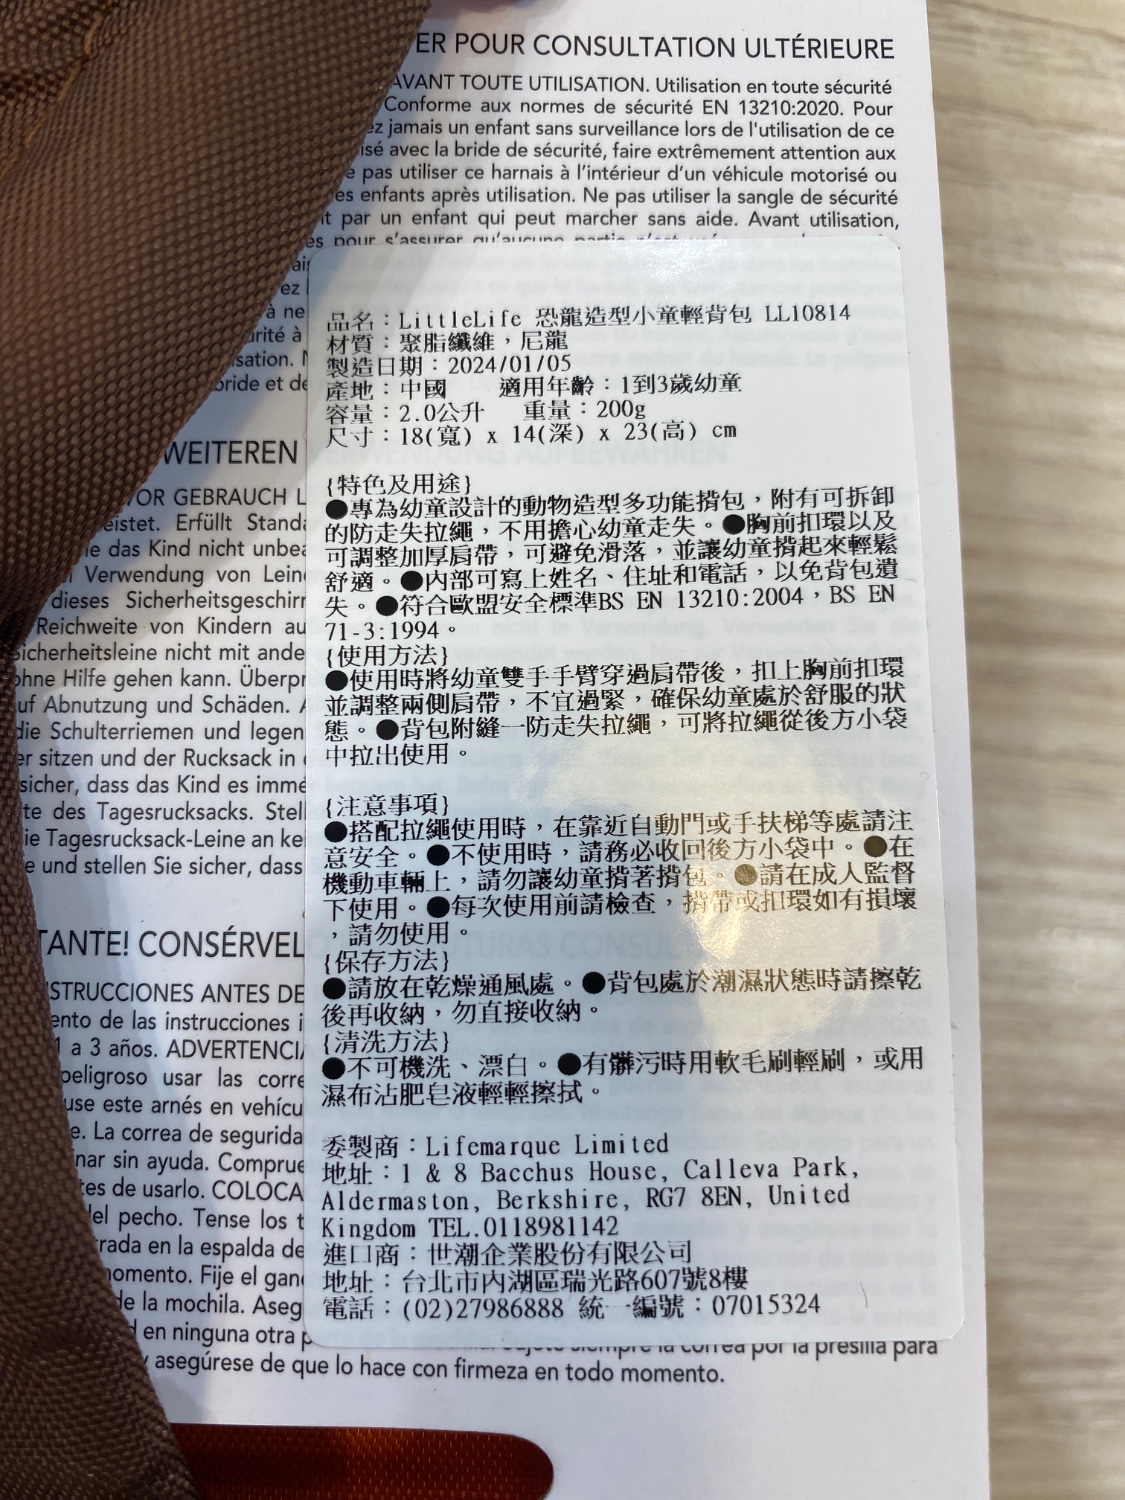 ER POUR CONSULTATION ULTÉRIEURE
AVANT TOUTE UTILISATION. Utilisation en toute sécurité
Conforme aux normes de sécurité EN 13210:2020. Pour
ez jamais un enfant sans surveillance lors de l'utilisation de ce
isé avec la bride de sécurité, faire extrêmement attention aux
e pas utiliser ce harnais à l'intérieur d'un véhicule motorisé ou
es enfants après utilisation. Ne pas utiliser la sangle de sécurité
t par un enfant qui peut marcher sans aide. Avant utilisation,
es pour s'assurer qu'aucune partie
品名：LittleLife 恐龍造型小童輕背包 LL10814
材質：聚脂纖維，尼龍
製造日期：2024/01/05
產地：中國 適用年齡：1到3歲幼童
容量：2.0公升 重量：200g
尺寸：18(寬) x 14(深) x 23(高) cm
{特色及用途}
●專為幼童設計的動物造型多功能揹包，附有可拆卸
的防走失拉繩，不用擔心幼童走失。●胸前扣環以及
可調整加厚肩帶，可避免滑落，並讓幼童揹起來輕鬆
舒適。●內部可寫上姓名、住址和電話，以免背包遺
失。●符合歐盟安全標準BS EN 13210:2004，BS EN
71-3:1994。
{使用方法}
●使用時將幼童雙手手臂穿過肩帶後，扣上胸前扣環
並調整兩側肩帶，不宜過緊，確保幼童處於舒服的狀
態。●背包附縫一防走失拉繩，可將拉繩從後方小袋
中拉出使用。
{注意事項}
●搭配拉繩使用時，在靠近自動門或手扶梯等處請注
意安全。●不使用時，請務必收回後方小袋中。●在
機動車輛上，請勿讓幼童揹著揹包。●請在成人監督
下使用。●每次使用前請檢查，揹帶或扣環如有損壞
，請勿使用。
{保存方法}
●請放在乾燥通風處。●背包處於潮濕狀態時請擦乾
後再收納，勿直接收納。
{清洗方法}
●不可機洗、漂白。●有髒污時用軟毛刷輕刷，或用
濕布沾肥皂液輕輕擦拭。
委製商：Lifemarque Limited
地址：1 & 8 Bacchus House, Calleva Park,
Aldermaston, Berkshire, RG7 8EN, United
Kingdom TEL.0118981142
進口商：世潮企業股份有限公司
地址：台北市內湖區瑞光路607號8樓
電話：(02)27986888 統一編號：07015324
ez
à ne
urité à
sation.
bride et de
WEITEREN
VOR GEBRAUCH L
eistet. Erfüllt Standa
ie das Kind nicht unbea
Verwendung von Lein
dieses Sicherheitsgeschirr
Reichweite von Kindern au
Sicherheitsleine nicht mit ande
ohne Hilfe gehen kann. Überpr
uf Abnutzung und Schäden.
die Schulterriemen und legen
er sitzen und der Rucksack in
sicher, dass das Kind es imme
te des Tagesrucksacks. Stell
ie Tagesrucksack-Leine an kei
e und stellen Sie sicher, dass
TANTE! CONSÉRVELO
STRUCCIONES ANTES DE
ento de las instrucciones i
1 a 3 años. ADVERTENCI
peligroso usar las corre
use este arnés en vehícu
e. La correa de segurida
inar sin ayuda. Comprue
tes de usarlo. COLOCA
del pecho. Tense los t
rada en la espalda de
nomento. Fije el gan
de la mochila. Aseg
d en ninguna otra p
siempre la correa por la presilla para
y asegúrese de que lo hace con firmeza en todo momento.